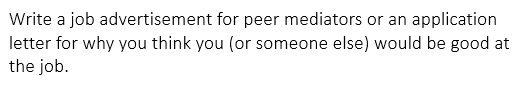 Write a job advertisement for peer mediators or an application
letter for why you think you (or someone else) would be good at
the job.